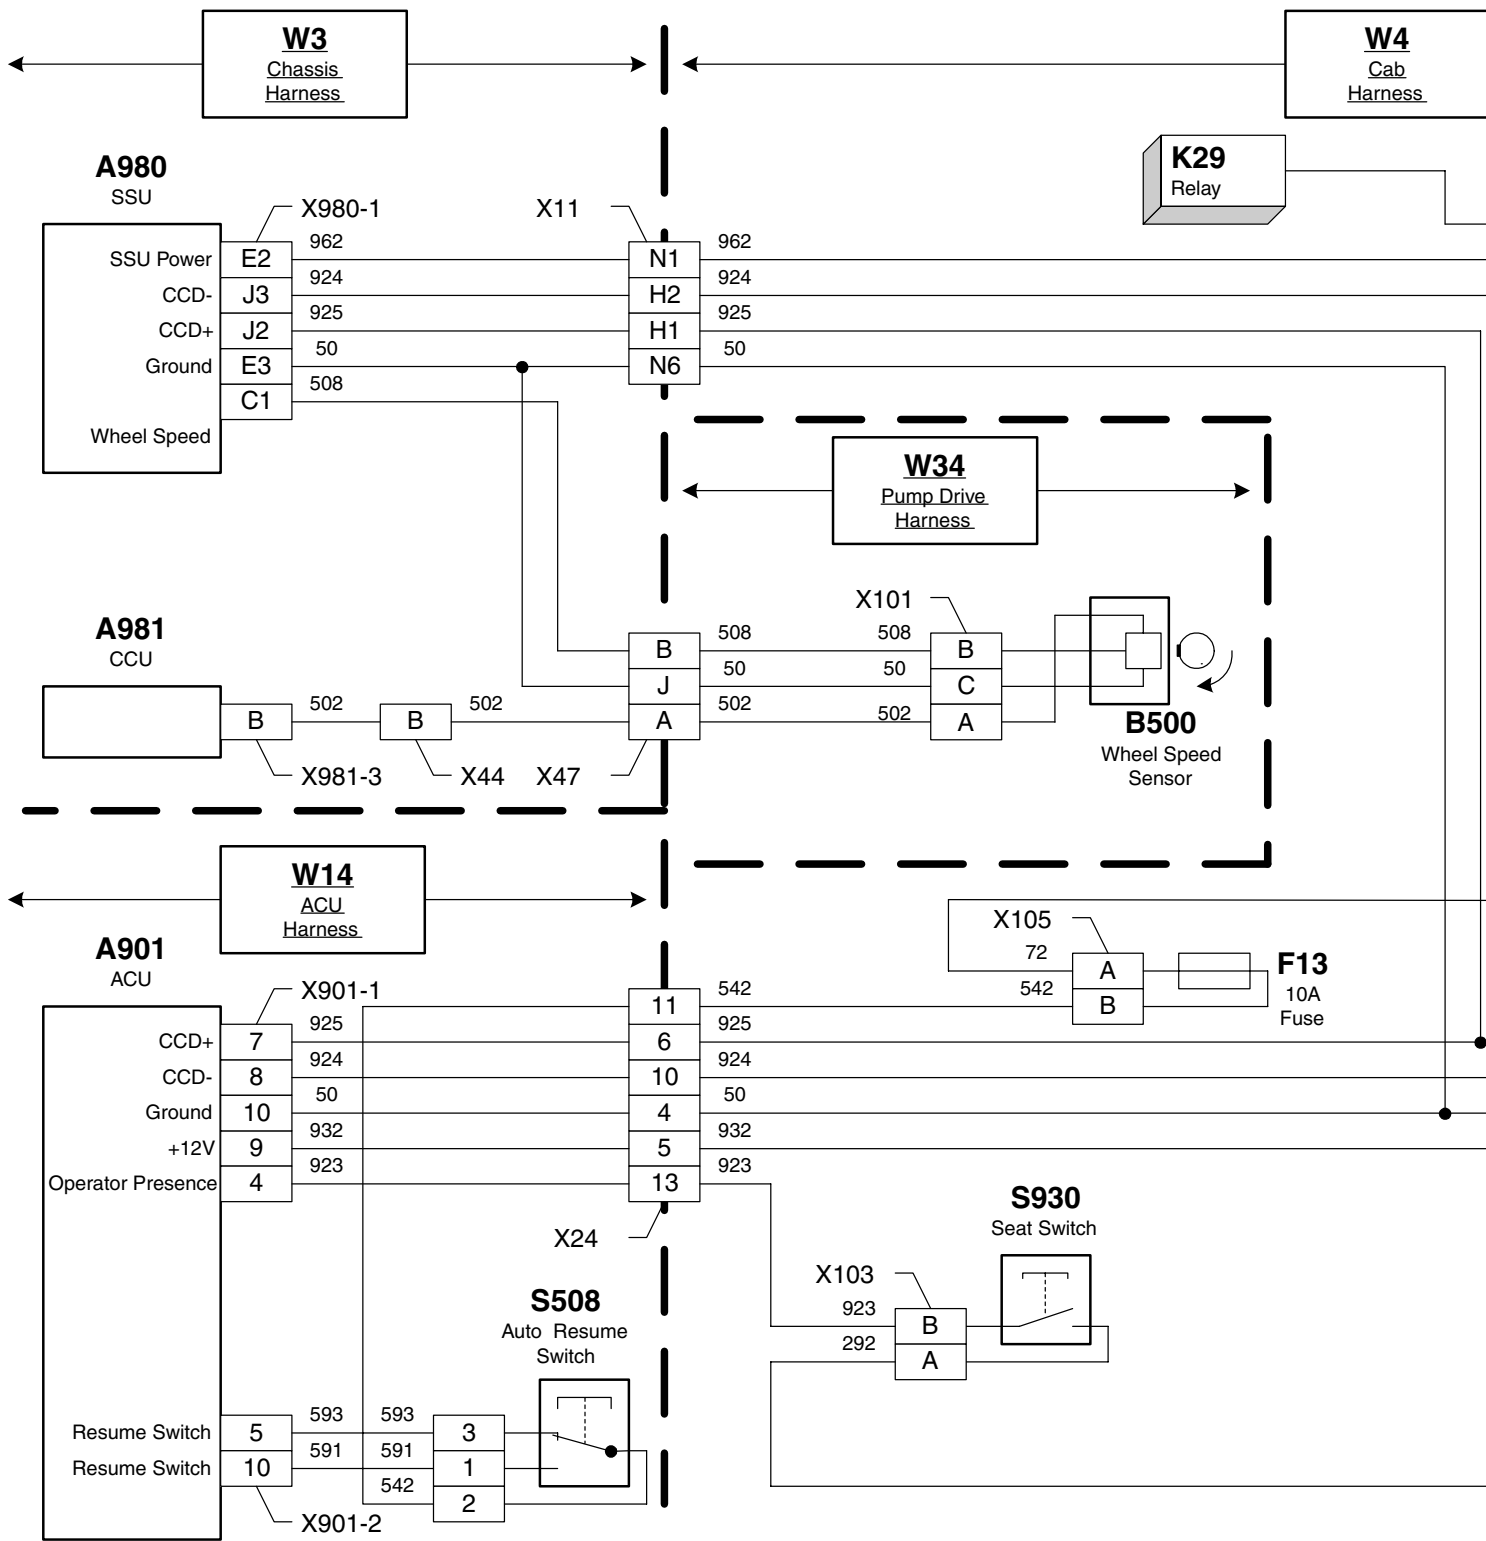 W3
Chassis
Harness
W4
Cab
Harness
K29
Relay
A980
SSU
X980-1
X11
SSU Power E2 962 N1 962
CCD- J3 924 H2 924
CCD+ J2 925 H1 925
Ground E3 50 N6 50
C1 508
Wheel Speed
W34
Pump Drive
Harness
A981
CCU
X101
B 508 508 B
J 50 50 C
B 502 B 502 A 502 502 A
X981-3 X44 X47
B500
Wheel Speed
Sensor
W14
ACU
Harness
A901
ACU
X901-1
X105
72 A
F13
10A
Fuse
11 542 542 B
CCD+ 7 925 6 925
CCD- 8 924 10 924
Ground 10 50 4 50
+12V 9 932 5 932
Operator Presence 4 923 13 923
X24
S930
Seat Switch
X103
923 B
292 A
S508
Auto Resume
Switch
Resume Switch 5 593 593 3
Resume Switch 10 591 591 1
542 2
X901-2